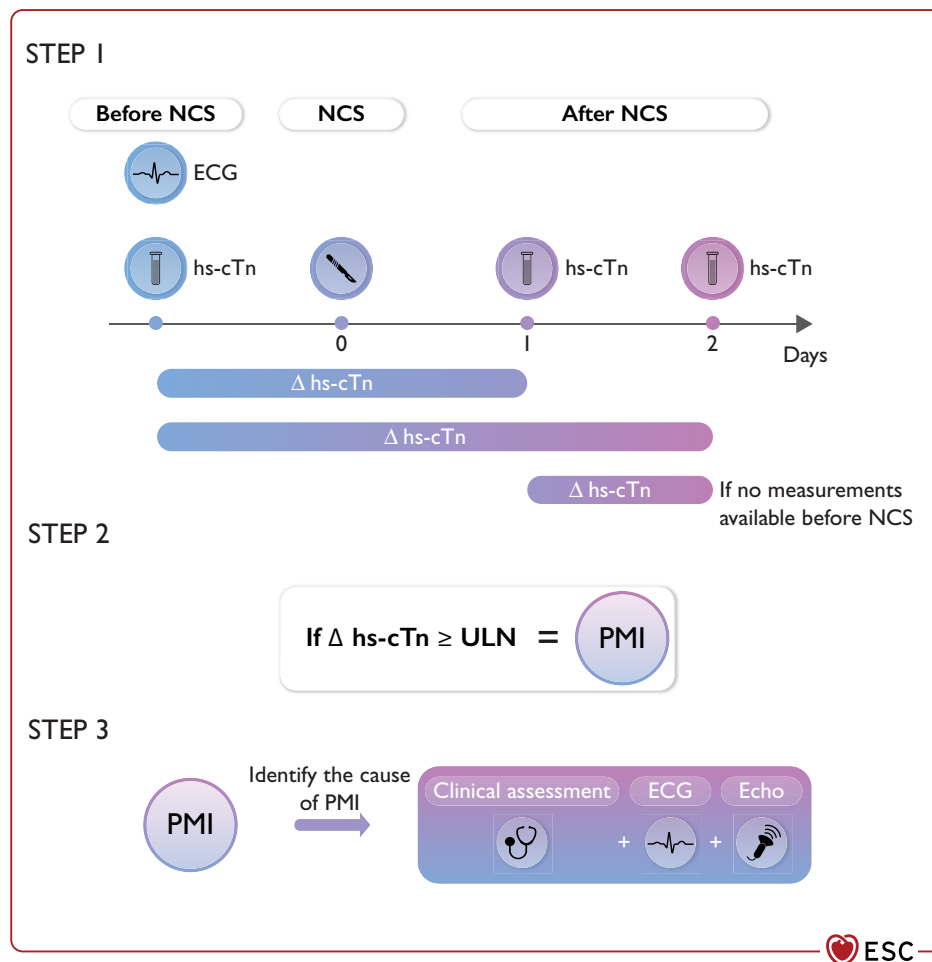 STEP 1
Before NCS
NCS
After NCS
ECG
hs-cTn
hs-cTn
hs-cTn
0
1
2
Days
Δ hs-cTn
Δ hs-cTn
Δ hs-cTn
If no measurements
available before NCS
STEP 2
If Δ hs-cTn ≥ ULN = PMI
STEP 3
PMI
Identify the cause
of PMI
Clinical assessment
ECG
Echo
+
+
ESC